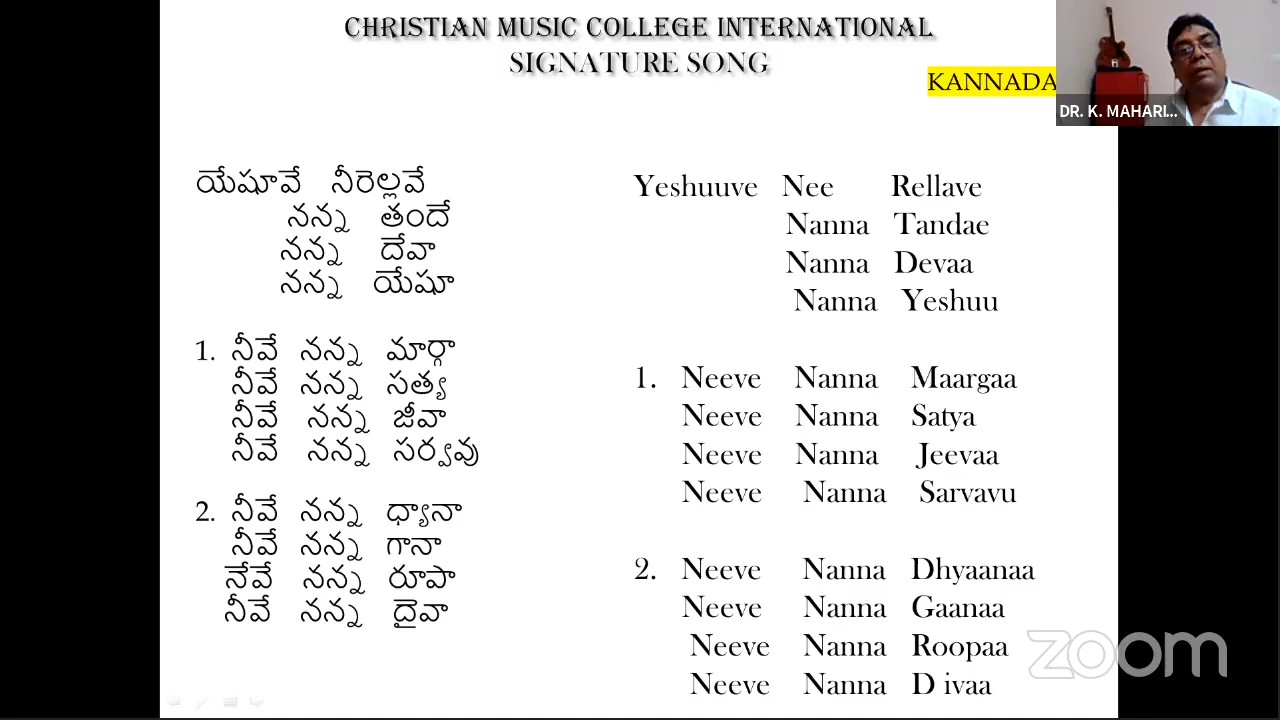 CHRISTIAN MUSIC COLLEGE INTERNATIONAL
SIGNATURE SONG
KANNADA
DR. K. MAHARI...
యేషూవే నీరెల్లవే
నన్న తందే
నన్న దేవా
నన్న యేషూ
1. నీవే నన్న మార్గా
నీవే నన్న సత్య
నీవే నన్న జీవా
నీవే నన్న సర్వవు
2. నీవే నన్న ధ్యానా
నీవే నన్న గానా
నేవే నన్న రూపా
నీవే నన్న దైవా
Yeshuuve Nee Rellave
Nanna Tandae
Nanna Devaa
Nanna Yeshuu
1. Neeve Nanna Maargaa
Neeve Nanna Satya
Neeve Nanna Jeevaa
Neeve Nanna Sarvavu
2. Neeve Nanna Dhyaanaa
Neeve Nanna Gaanaa
Neeve Nanna Roopaa
Neeve Nanna D ivaa
zoom